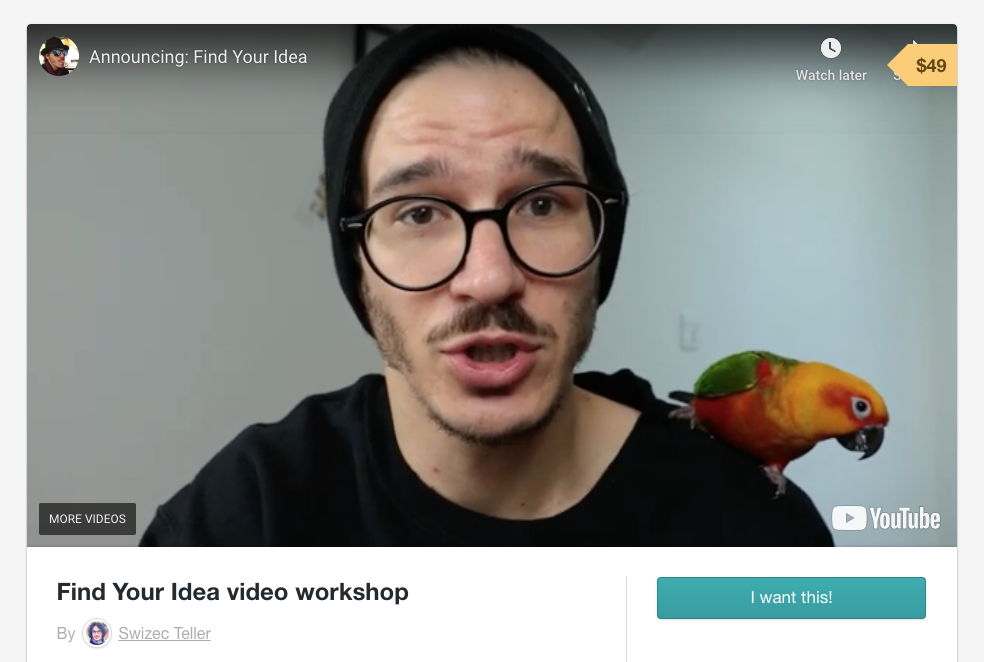 Announcing: Find Your Idea
Watch later
$49
MORE VIDEOS
YouTube
Find Your Idea video workshop
I want this!
By Swizec Teller